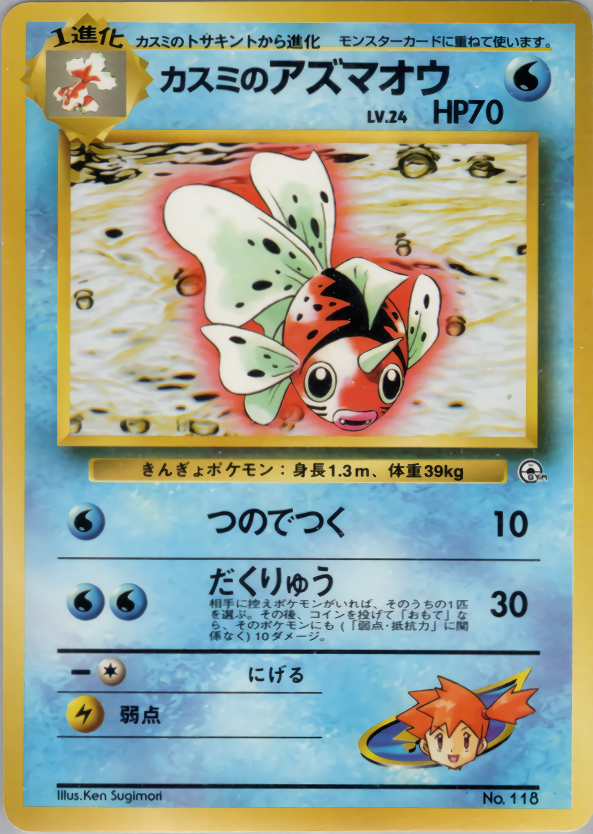 1進化
カスミのトサキントから進化 モンスターカードに重ねて使います。
カスミのアズマオウ
LV.24 HP70
きんぎょポケモン：身長1.3m、体重39kg
GYM
つのでつく 10
だくりゅう 30
相手に控えポケモンがいれば、そのうちの1匹
を選ぶ。その後、コインを投げて「おもて」な
ら、そのポケモンにも（「弱点・抵抗力」に関
係なく）10ダメージ。
にげる
弱点
Illus.Ken Sugimori No. 118